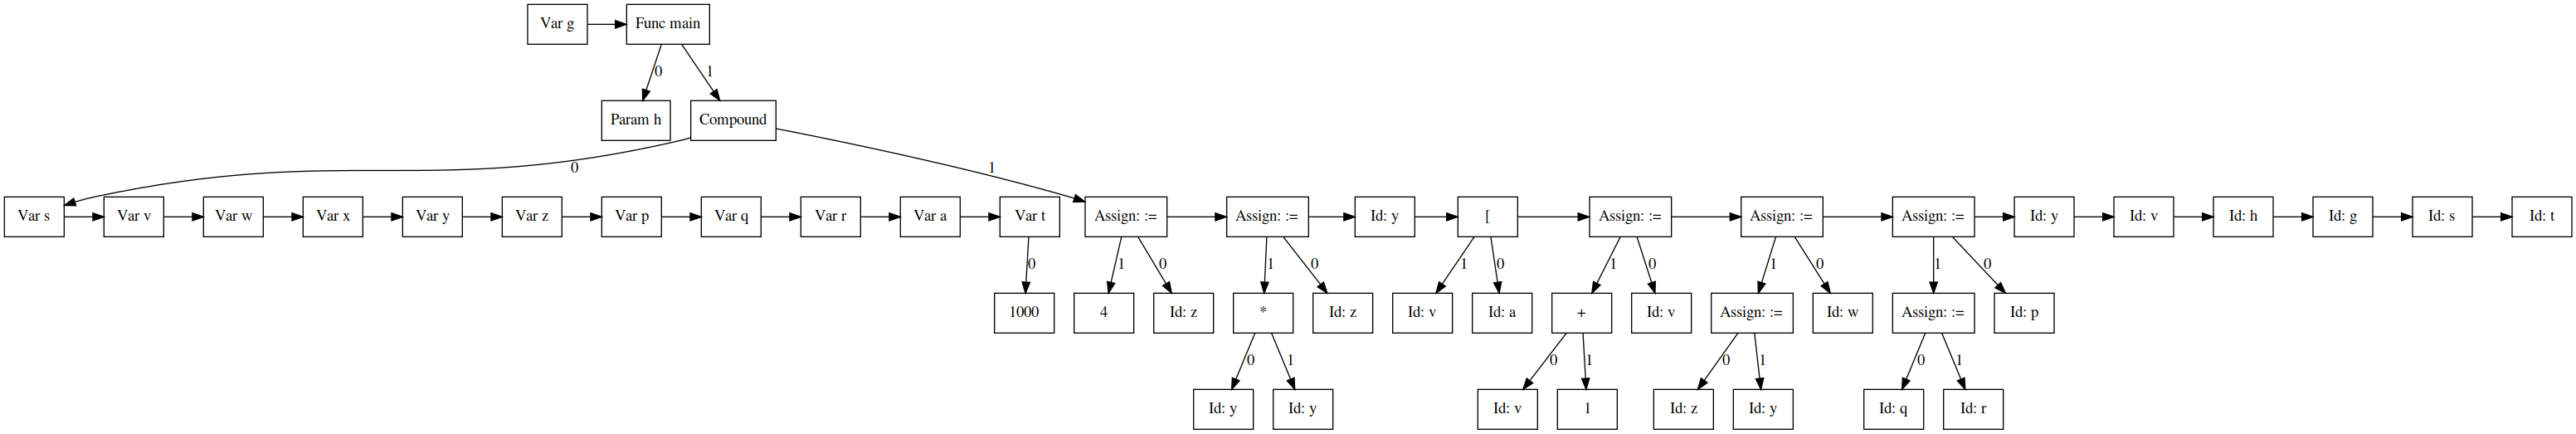 Var g
Func main
0
1
Param h
Compound
0
1
Var s
Var v
Var w
Var x
Var y
Var z
Var p
Var q
Var r
Var a
Var t
Assign: :=
Assign: :=
Id: y
[
Assign: :=
Assign: :=
Assign: :=
Id: y
Id: v
Id: h
Id: g
Id: s
Id: t
0
1
0
1
0
1
0
1
0
1
0
1
0
1000
4
Id: z
*
Id: z
Id: v
Id: a
+
Id: v
Assign: :=
Id: w
Assign: :=
Id: p
0
1
0
1
0
1
0
1
Id: y
Id: y
Id: v
1
Id: z
Id: y
Id: q
Id: r